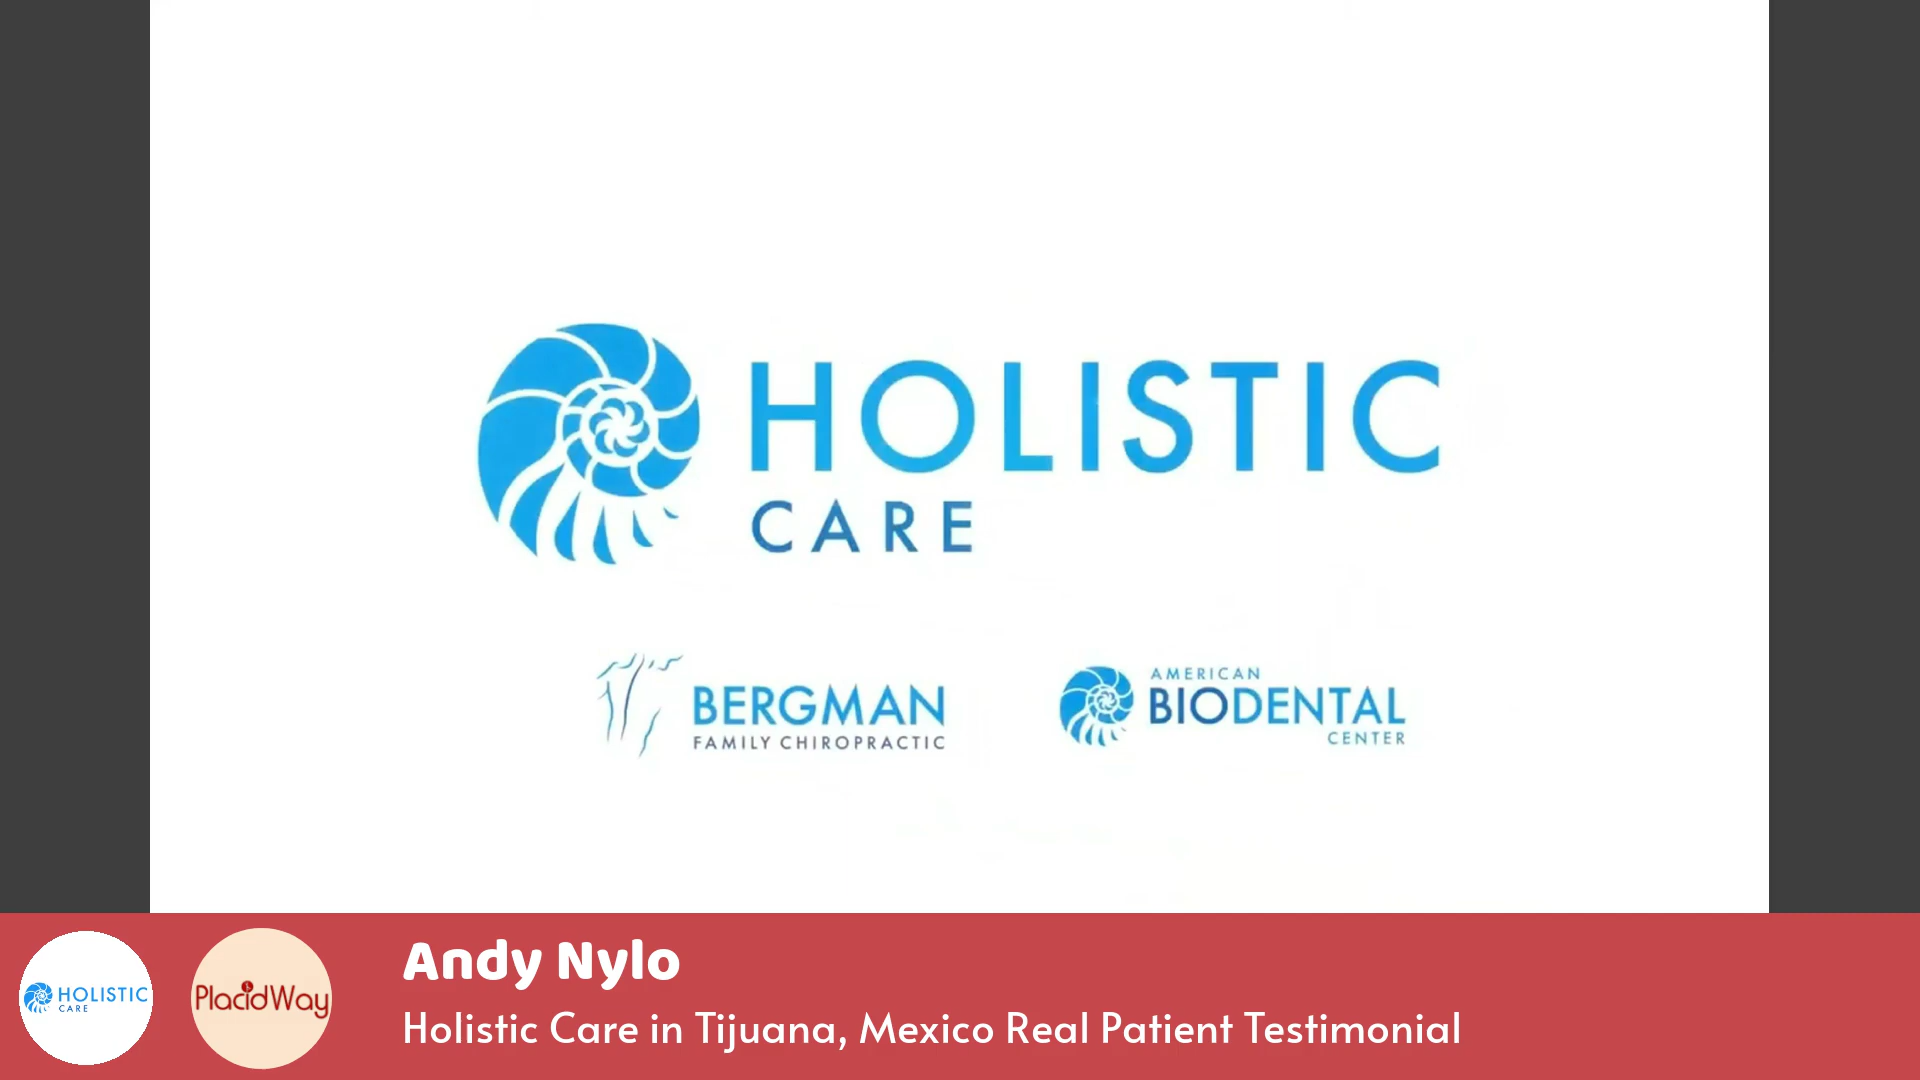 HOLISTIC
CARE
BERGMAN
FAMILY CHIROPRACTIC
AMERICAN
BIODENTAL
CENTER
HOLISTIC
CARE
PlacidWay
Andy Nylo
Holistic Care in Tijuana, Mexico Real Patient Testimonial